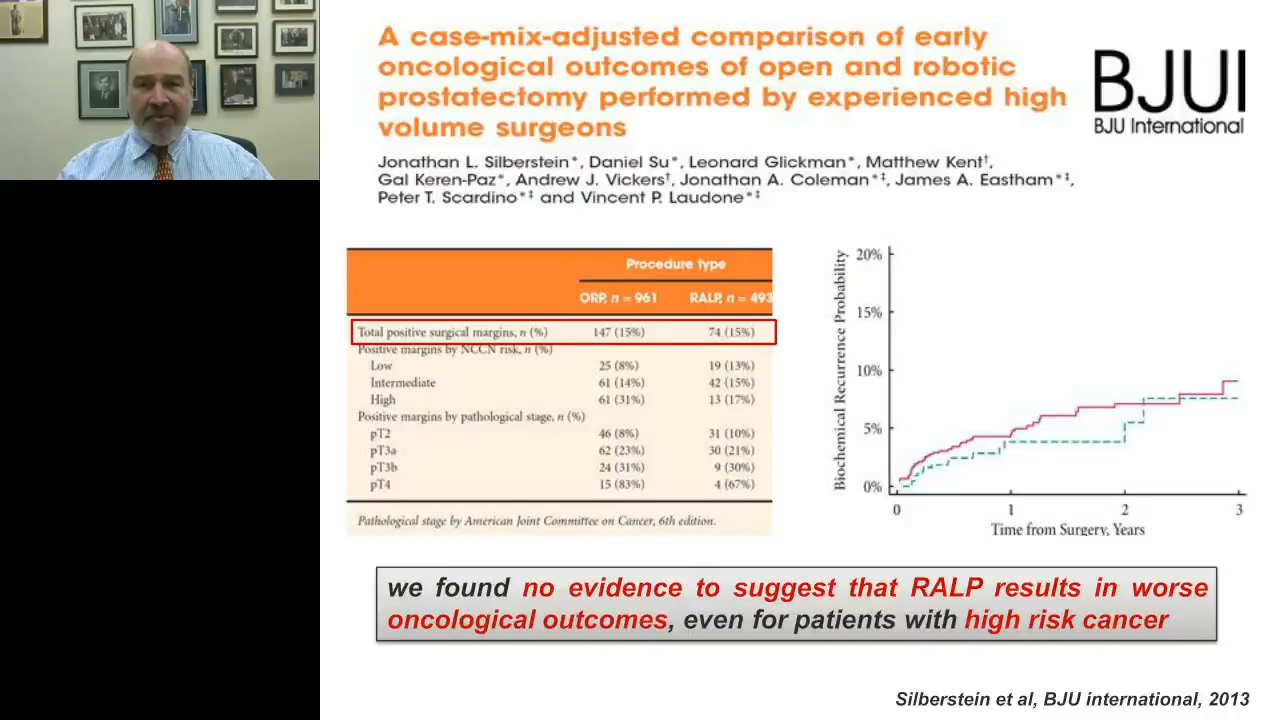 A case-mix-adjusted comparison of early
oncological outcomes of open and robotic
prostatectomy performed by experienced high
volume surgeons
BJUI
BJU International
Jonathan L. Silberstein*, Daniel Su*, Leonard Glickman*, Matthew Kent†,
Gal Keren-Paz*, Andrew J. Vickers†, Jonathan A. Coleman*‡, James A. Eastham*‡,
Peter T. Scardino*‡ and Vincent P. Laudone*‡
Procedure type
ORP, n = 961 RALP, n = 493
Total positive surgical margins, n (%) 147 (15%) 74 (15%)
Positive margins by NCCN risk, n (%)
Low 25 (8%) 19 (13%)
Intermediate 61 (14%) 42 (15%)
High 61 (31%) 13 (17%)
Positive margins by pathological stage, n (%)
pT2 46 (8%) 31 (10%)
pT3a 62 (23%) 30 (21%)
pT3b 24 (31%) 9 (30%)
pT4 15 (83%) 4 (67%)
Pathological stage by American Joint Committee on Cancer, 6th edition.
Biochemical Recurrence Probability
20%
15%
10%
5%
0%
0 1 2 3
Time from Surgery, Years
we found no evidence to suggest that RALP results in worse
oncological outcomes, even for patients with high risk cancer
Silberstein et al, BJU international, 2013